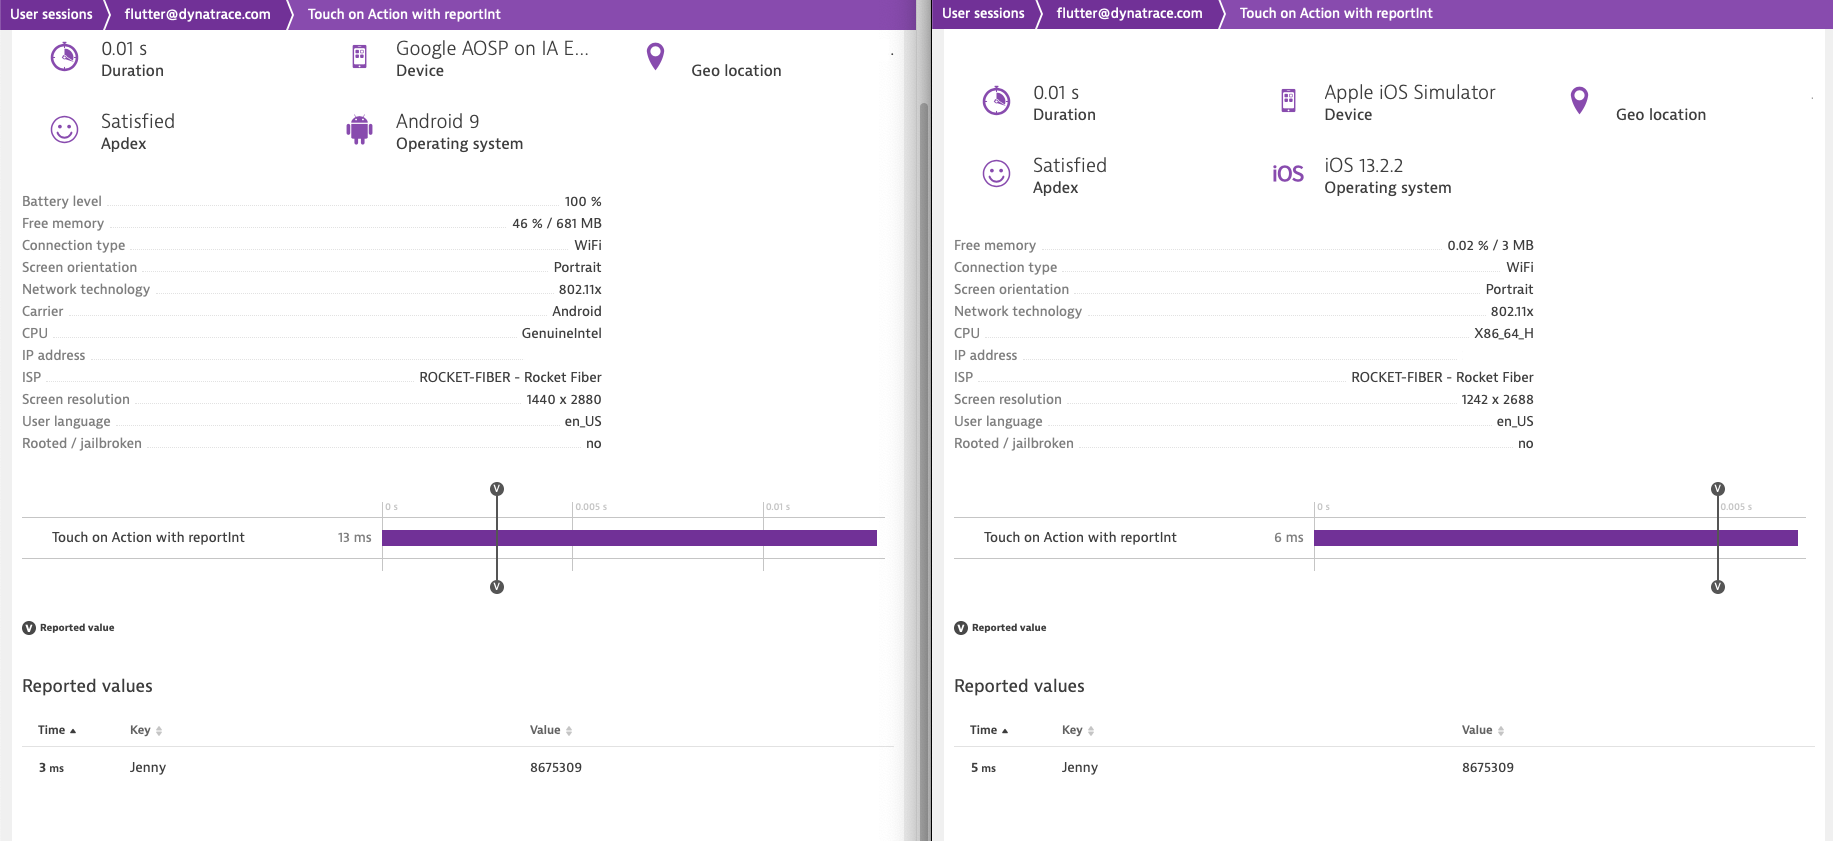 User sessions flutter@dynatrace.com Touch on Action with reportInt
0.01 s
Duration
Google AOSP on IA E...
Device
Geo location
Satisfied
Apdex
Android 9
Operating system
Battery level 100 %
Free memory 46 % / 681 MB
Connection type WiFi
Screen orientation Portrait
Network technology 802.11x
Carrier Android
CPU GenuineIntel
IP address
ISP ROCKET-FIBER - Rocket Fiber
Screen resolution 1440 x 2880
User language en_US
Rooted / jailbroken no
V
0 s 0.005 s 0.01 s
Touch on Action with reportInt 13 ms
V
V Reported value
Reported values
Time Key Value
3 ms Jenny 8675309
User sessions flutter@dynatrace.com Touch on Action with reportInt
0.01 s
Duration
Apple iOS Simulator
Device
Geo location
Satisfied
Apdex
iOS
iOS 13.2.2
Operating system
Free memory 0.02 % / 3 MB
Connection type WiFi
Screen orientation Portrait
Network technology 802.11x
CPU X86_64_H
IP address
ISP ROCKET-FIBER - Rocket Fiber
Screen resolution 1242 x 2688
User language en_US
Rooted / jailbroken no
V
0 s 0.005 s
Touch on Action with reportInt 6 ms
V
V Reported value
Reported values
Time Key Value
5 ms Jenny 8675309